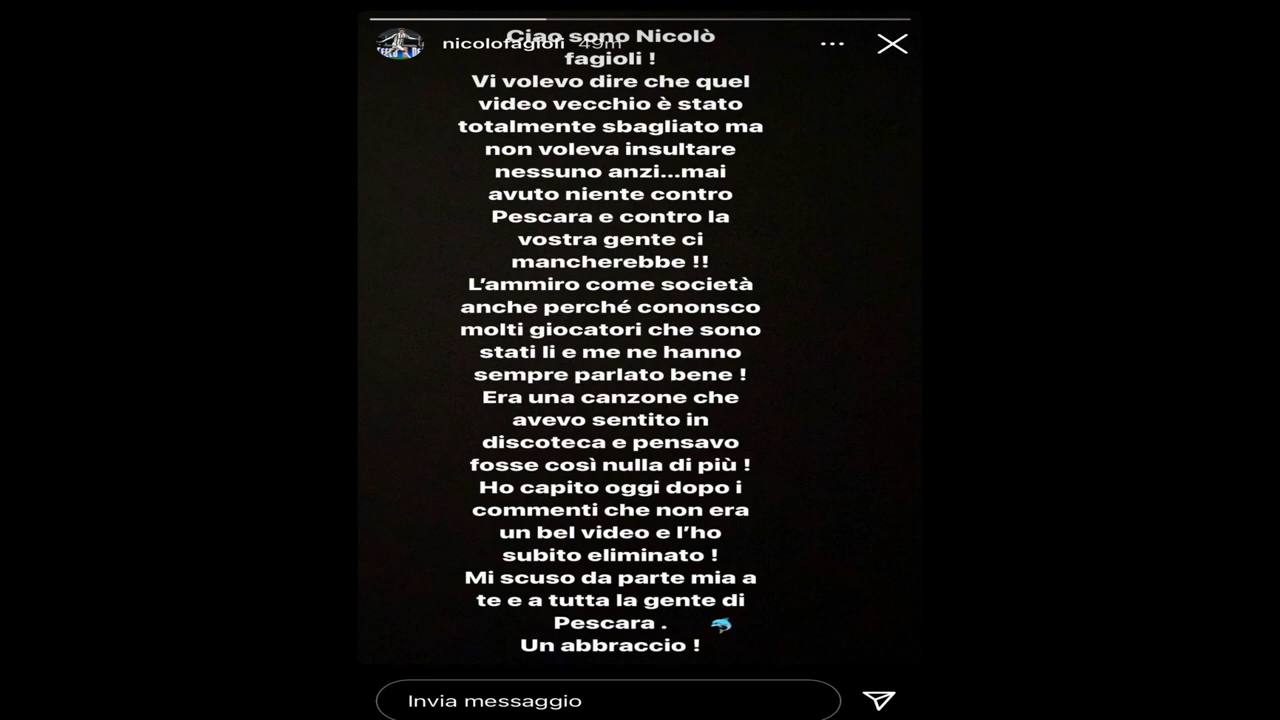 Ciao sono Nicolò
nicolofagioli 49m
fagioli !
Vi volevo dire che quel
video vecchio è stato
totalmente sbagliato ma
non voleva insultare
nessuno anzi...mai
avuto niente contro
Pescara e contro la
vostra gente ci
mancherebbe !!
L’ammiro come società
anche perché cononsco
molti giocatori che sono
stati li e me ne hanno
sempre parlato bene !
Era una canzone che
avevo sentito in
discoteca e pensavo
fosse così nulla di più !
Ho capito oggi dopo i
commenti che non era
un bel video e l’ho
subito eliminato !
Mi scuso da parte mia a
te e a tutta la gente di
Pescara . 🐬
Un abbraccio !
Invia messaggio